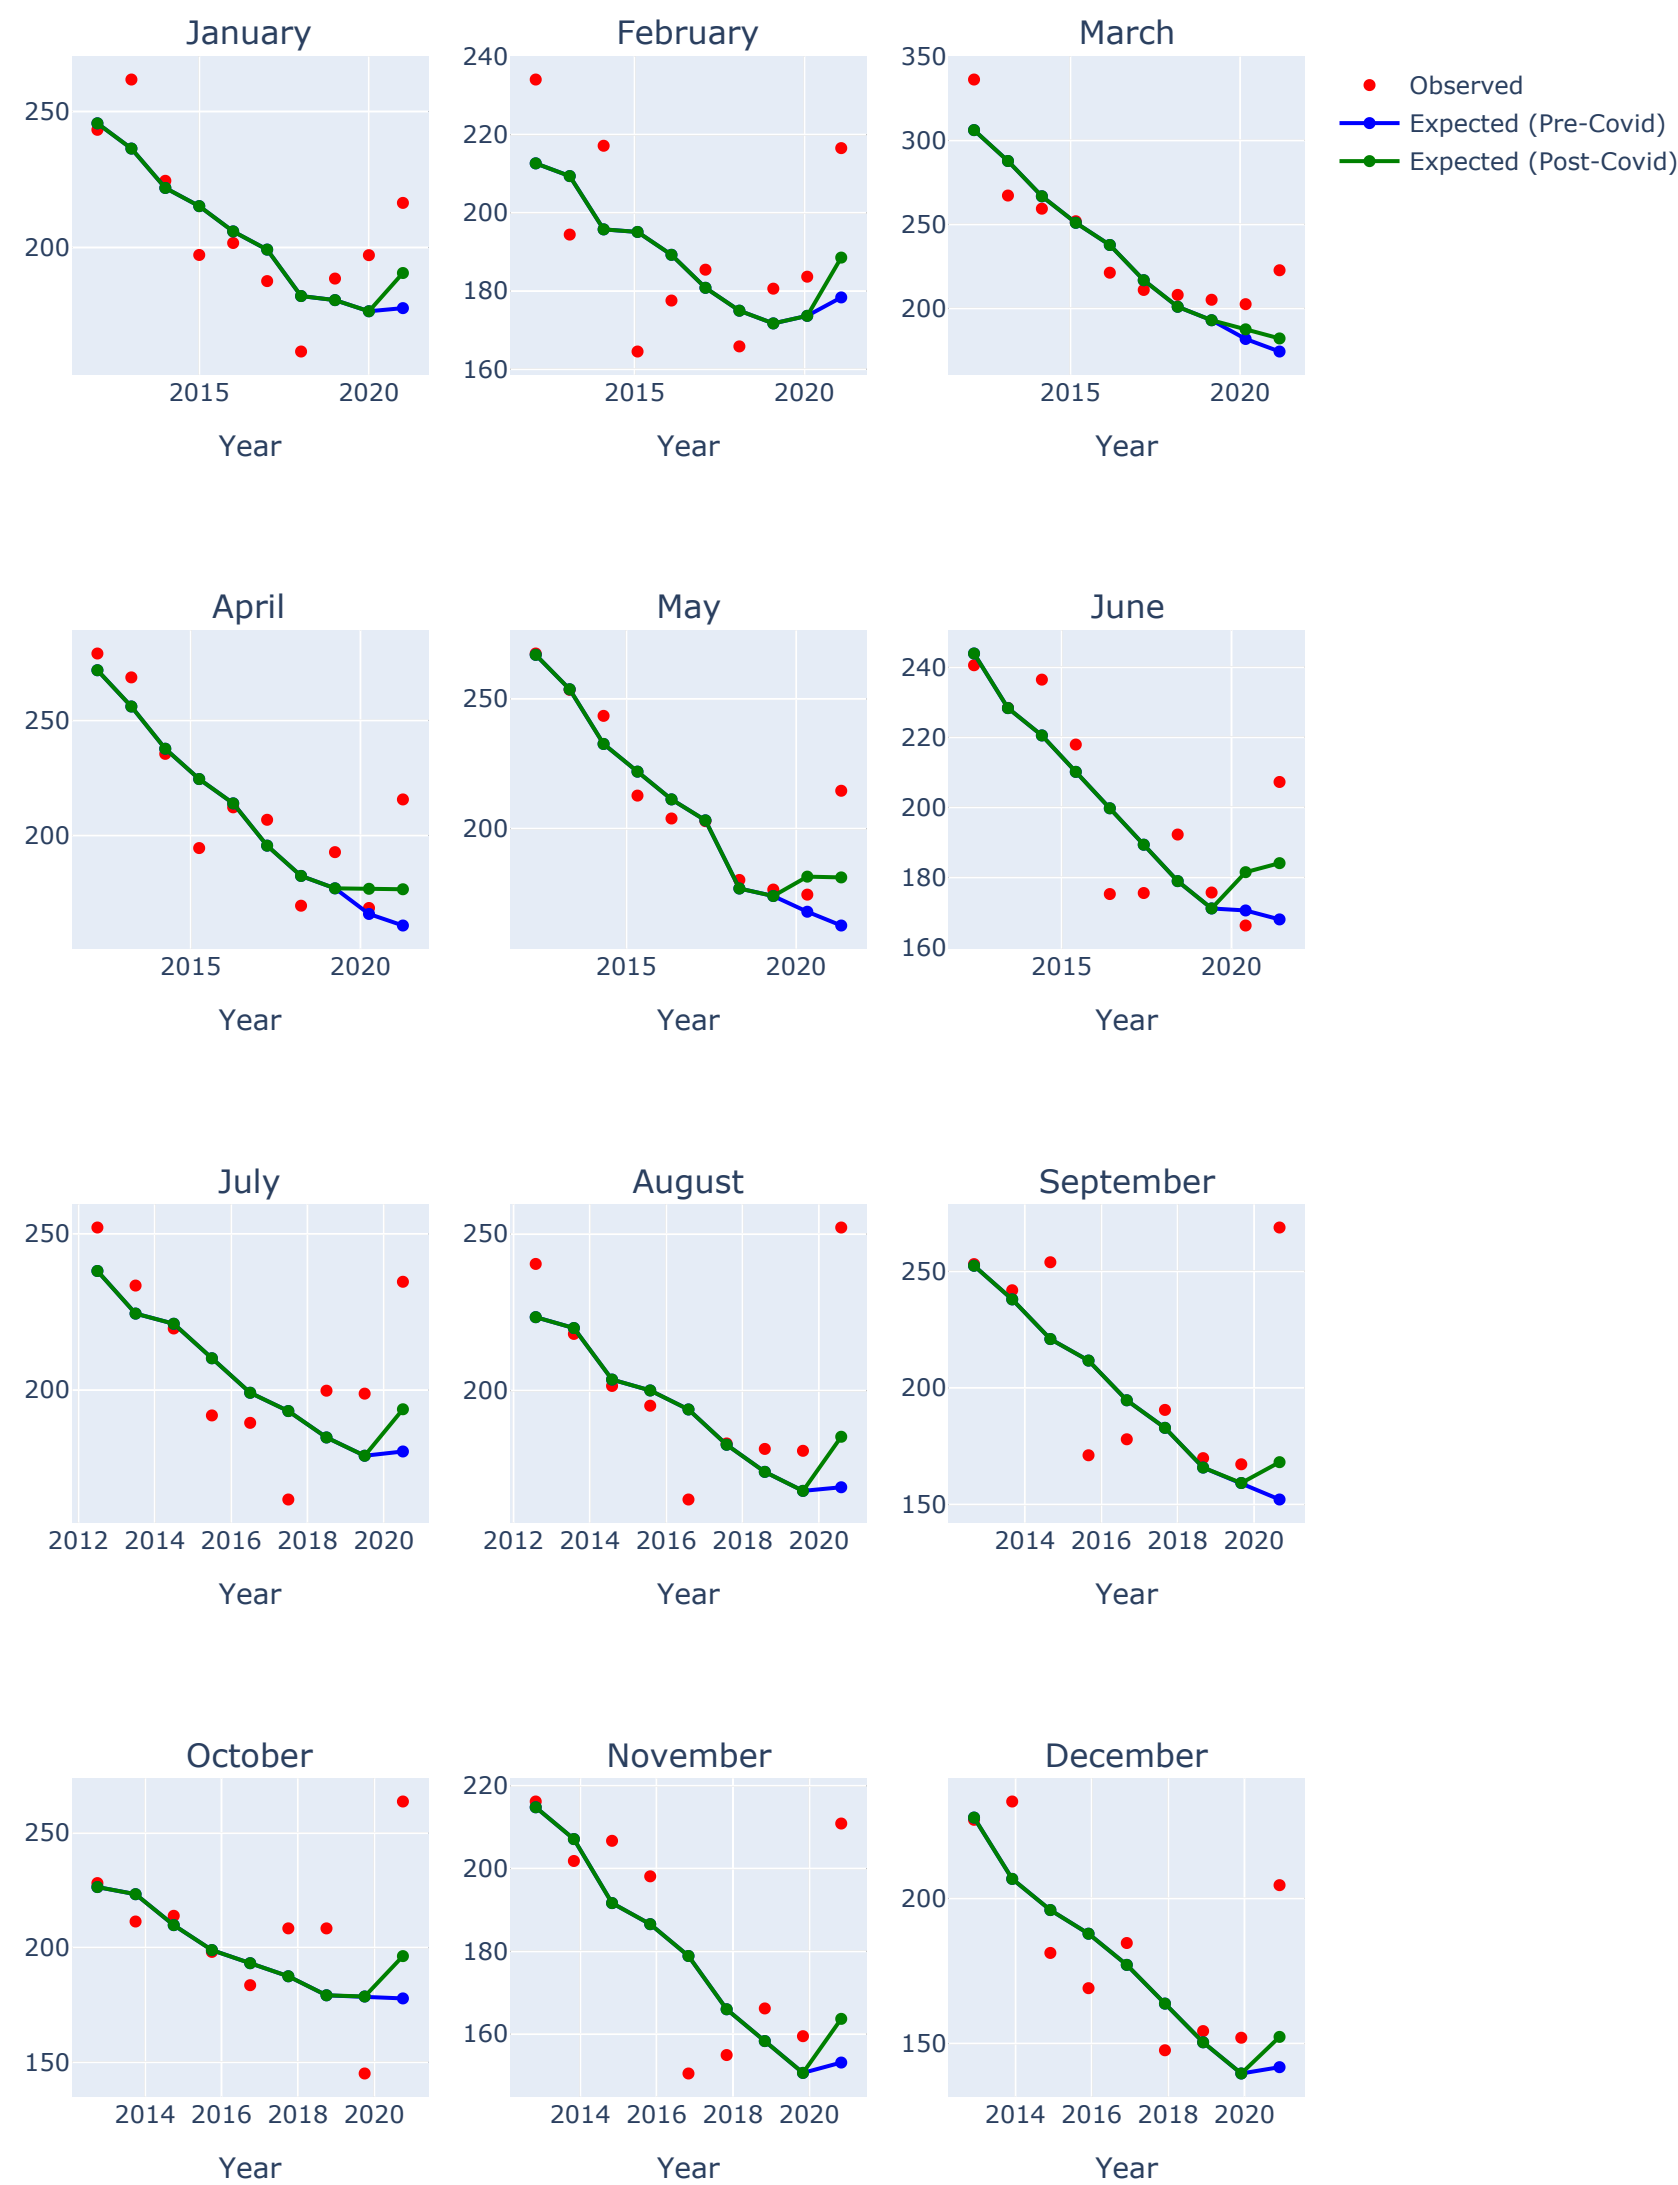 January February March
240 350
250
220 300
200
200 250
180
200
160
2015 2020 2015 2020 2015 2020
Year Year Year
Observed
Expected (Pre-Covid)
Expected (Post-Covid)
April May June
240
250 250
220
200 200 200
180
160
2015 2020 2015 2020 2015 2020
Year Year Year
July August September
250 250
250
200 200 200
150
2012 2014 2016 2018 2020 2012 2014 2016 2018 2020 2014 2016 2018 2020
Year Year Year
October November December
220
250
200 200
200
180
160 150
150
2014 2016 2018 2020 2014 2016 2018 2020 2014 2016 2018 2020
Year Year Year